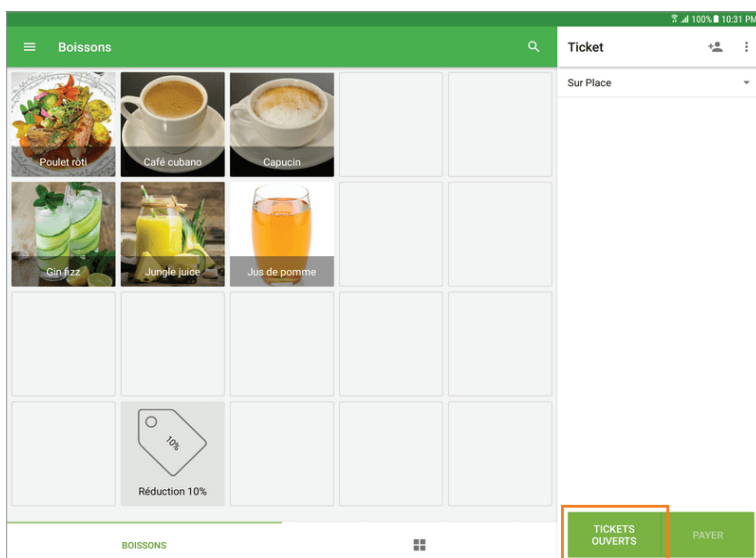 100% 10:31 PM
Boissons
Ticket
Sur Place
Poulet rôti
Café cubano
Capucin
Gin fizz
Jungle juice
Jus de pomme
10%
Réduction 10%
BOISSONS
TICKETS
OUVERTS
PAYER